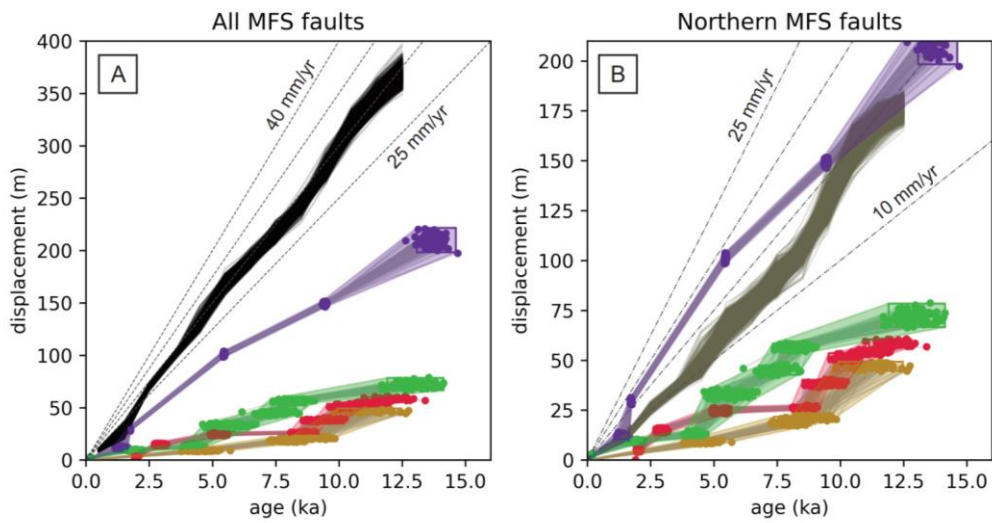 All MFS faults
Northern MFS faults
A
B
40 mm/yr
25 mm/yr
25 mm/yr
10 mm/yr
displacement (m)
400
350
300
250
200
150
100
50
0
0.0 2.5 5.0 7.5 10.0 12.5 15.0
age (ka)
displacement (m)
200
175
150
125
100
75
50
25
0
0.0 2.5 5.0 7.5 10.0 12.5 15.0
age (ka)